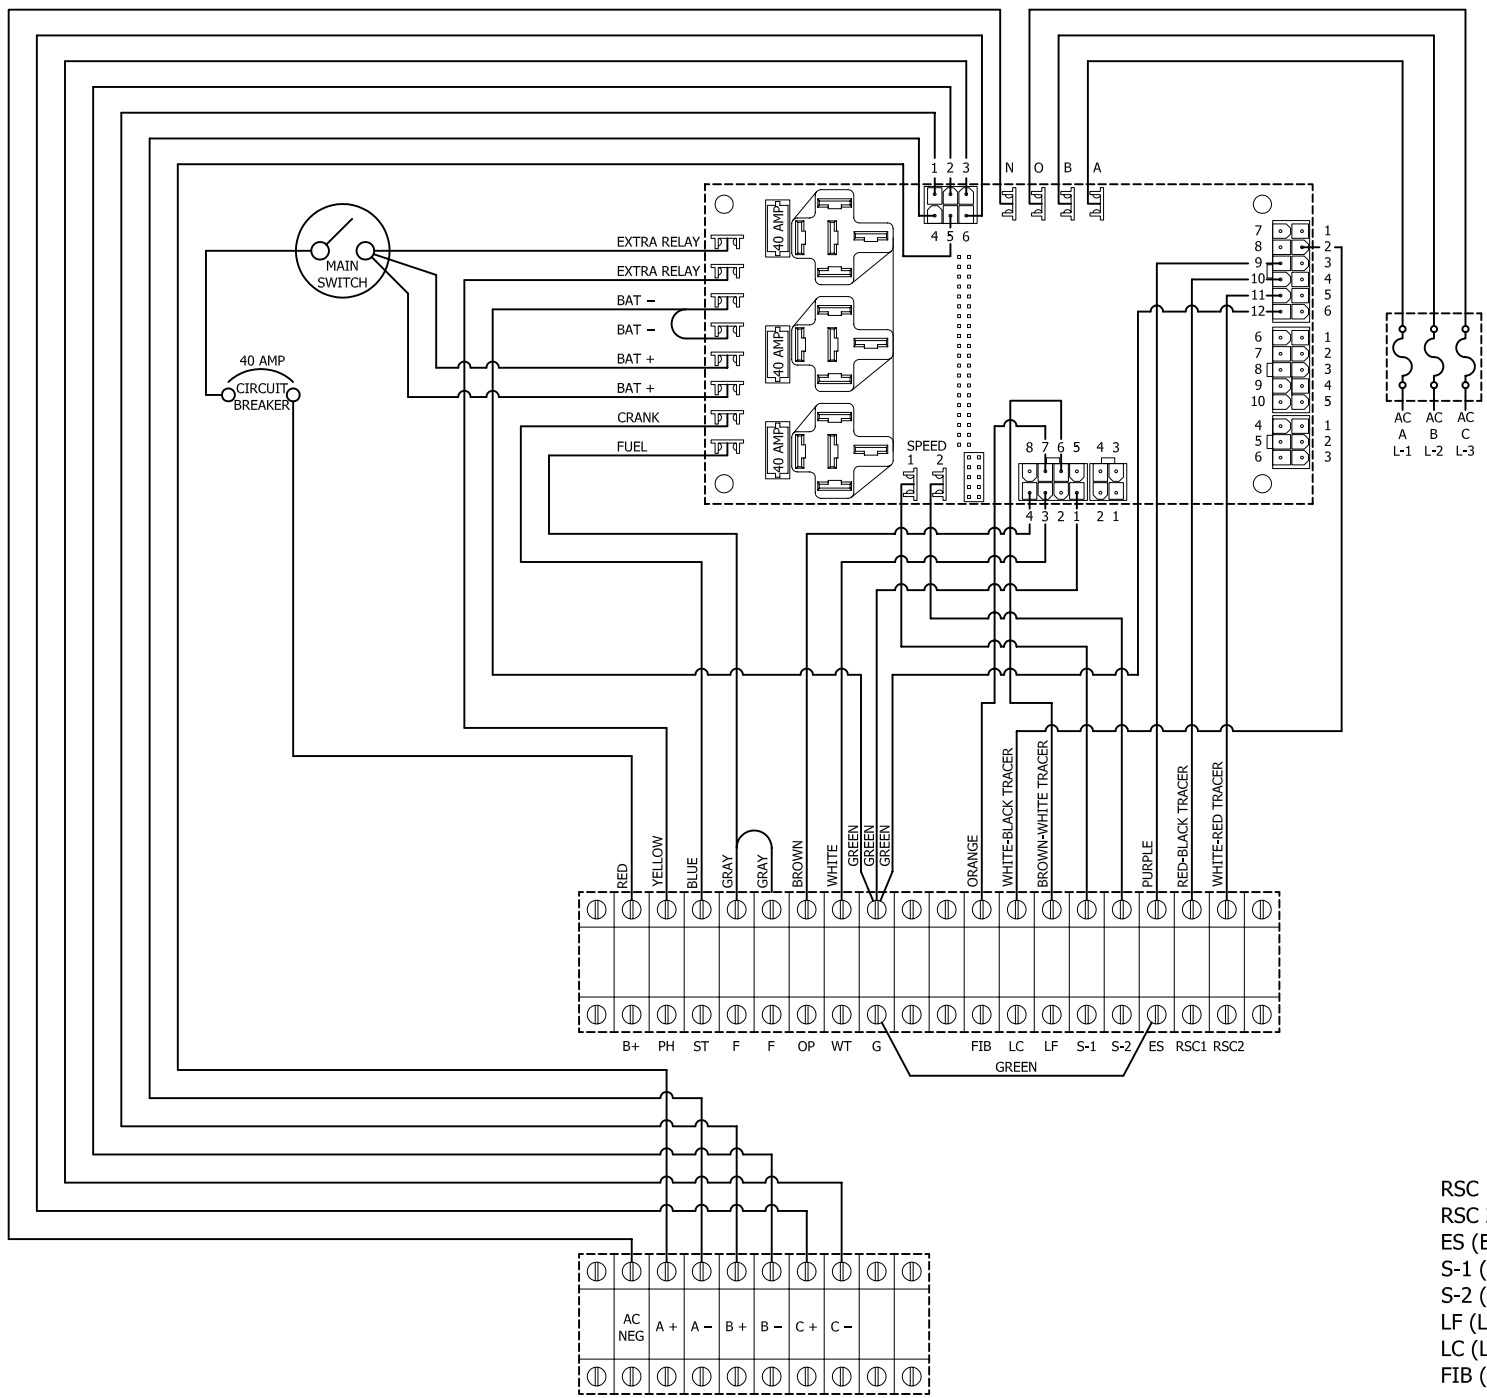 1 2 3 N O B A
4 5 6
40 AMP
40 AMP
40 AMP
EXTRA RELAY
EXTRA RELAY
BAT –
BAT –
BAT +
BAT +
CRANK
FUEL
MAIN
SWITCH
40 AMP
CIRCUIT
BREAKER
SPEED
1 2
8 7 6 5 4 3
4 3 2 1 2 1
7 1
8 2
9 3
10 4
11 5
12 6
6 1
7 2
8 3
9 4
10 5
4 1
5 2
6 3
AC AC AC
A B C
L-1 L-2 L-3
RED
YELLOW
BLUE
GRAY
GRAY
BROWN
WHITE
GREEN
GREEN
GREEN
ORANGE
WHITE-BLACK TRACER
BROWN-WHITE TRACER
PURPLE
RED-BLACK TRACER
WHITE-RED TRACER
B+ PH ST F F OP WT G FIB LC LF S-1 S-2 ES RSC1 RSC2
GREEN
AC
NEG
A + A – B + B – C + C –
RSC
RSC
ES (
S-1 (
S-2 (
LF (L
LC (L
FIB (